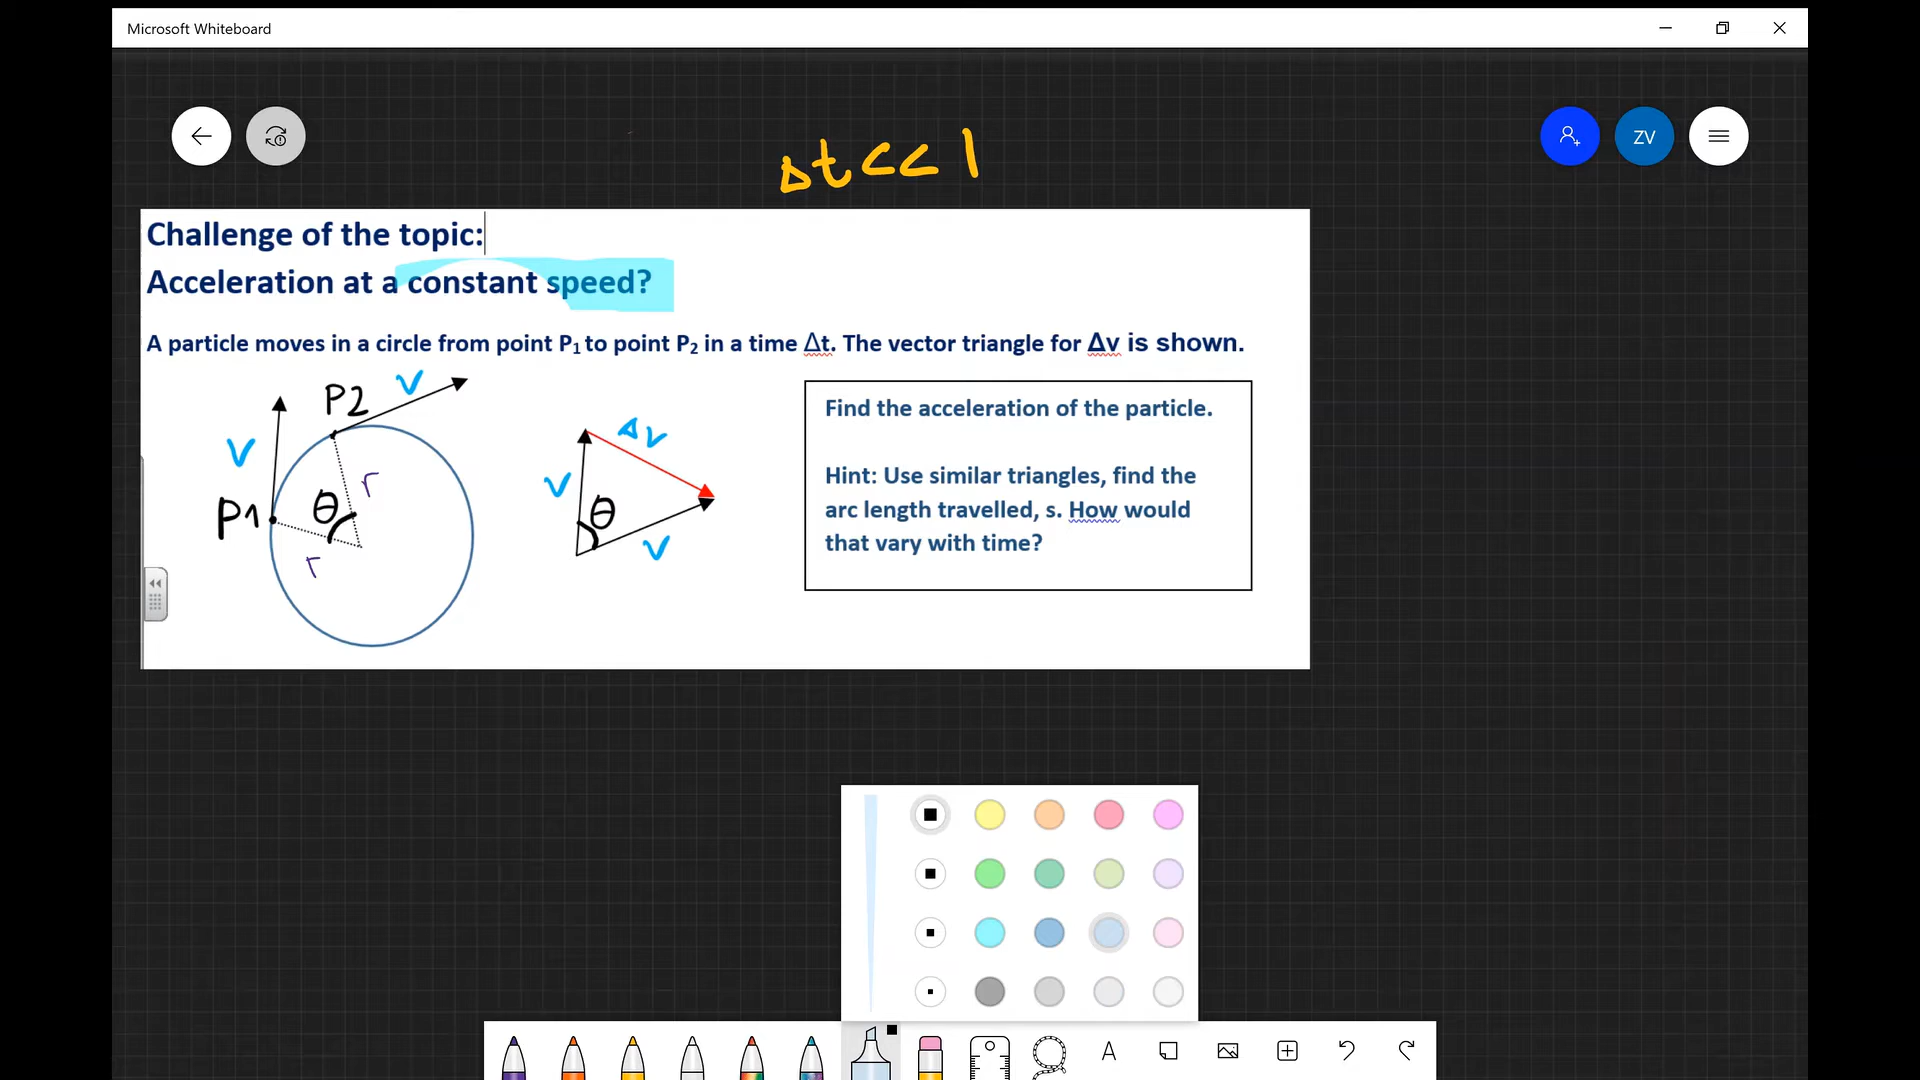 Microsoft Whiteboard
ZV
Δt << 1
Challenge of the topic:
Acceleration at a constant speed?
A particle moves in a circle from point P1 to point P2 in a time Δt. The vector triangle for Δv is shown.
P2
v
v
P1
θ
r
r
Δv
v
θ
v
Find the acceleration of the particle.
Hint: Use similar triangles, find the
arc length travelled, s. How would
that vary with time?
A